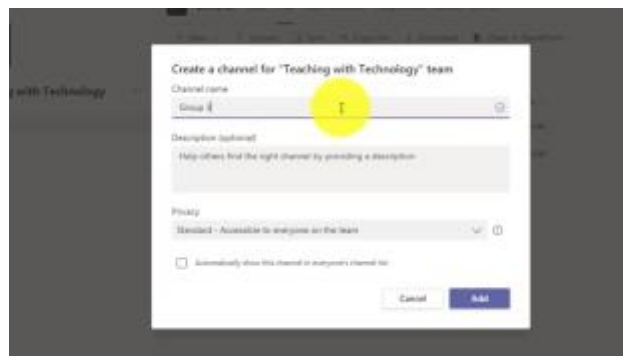 with Technology
Create a channel for "Teaching with Technology" team
Channel name
Group
Description (optional)
Help others find the right channel by providing a description
Privacy
Standard - Accessible to everyone on the team
Automatically show this channel in everyone's channel list
Cancel
Add